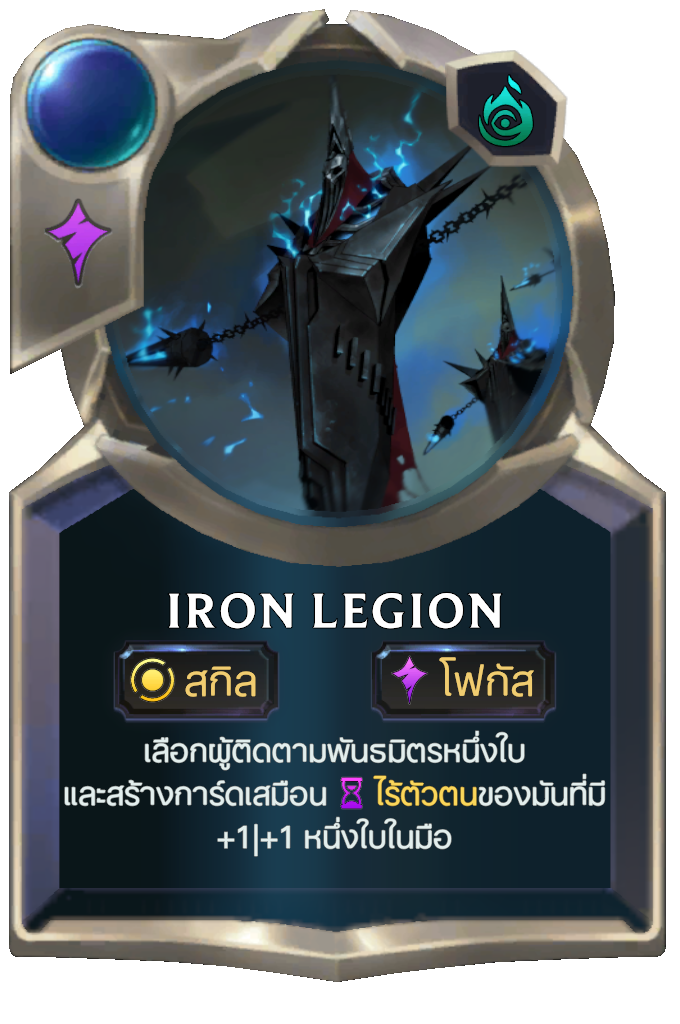 IRON LEGION
สกิล โฟกัส
เลือกผู้ติดตามพันธมิตรหนึ่งใบ
และสร้างการ์ดเสมือน ไร้ตัวตนของมันที่มี
+1|+1 หนึ่งใบในมือ